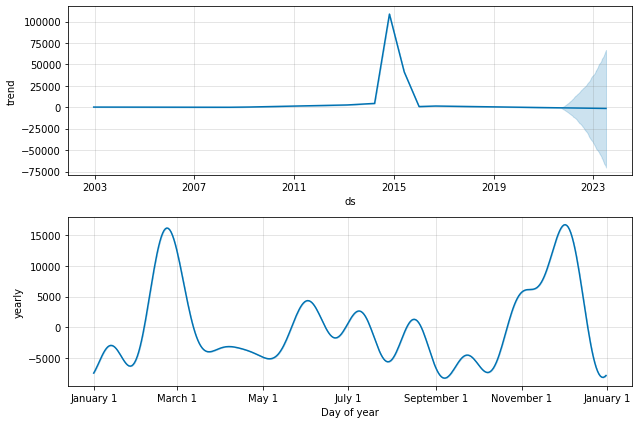 100000
75000
50000
25000
0
−25000
−50000
−75000
trend
2003 2007 2011 2015 2019 2023
ds
15000
10000
5000
0
−5000
yearly
January 1 March 1 May 1 July 1 September 1 November 1 January 1
Day of year